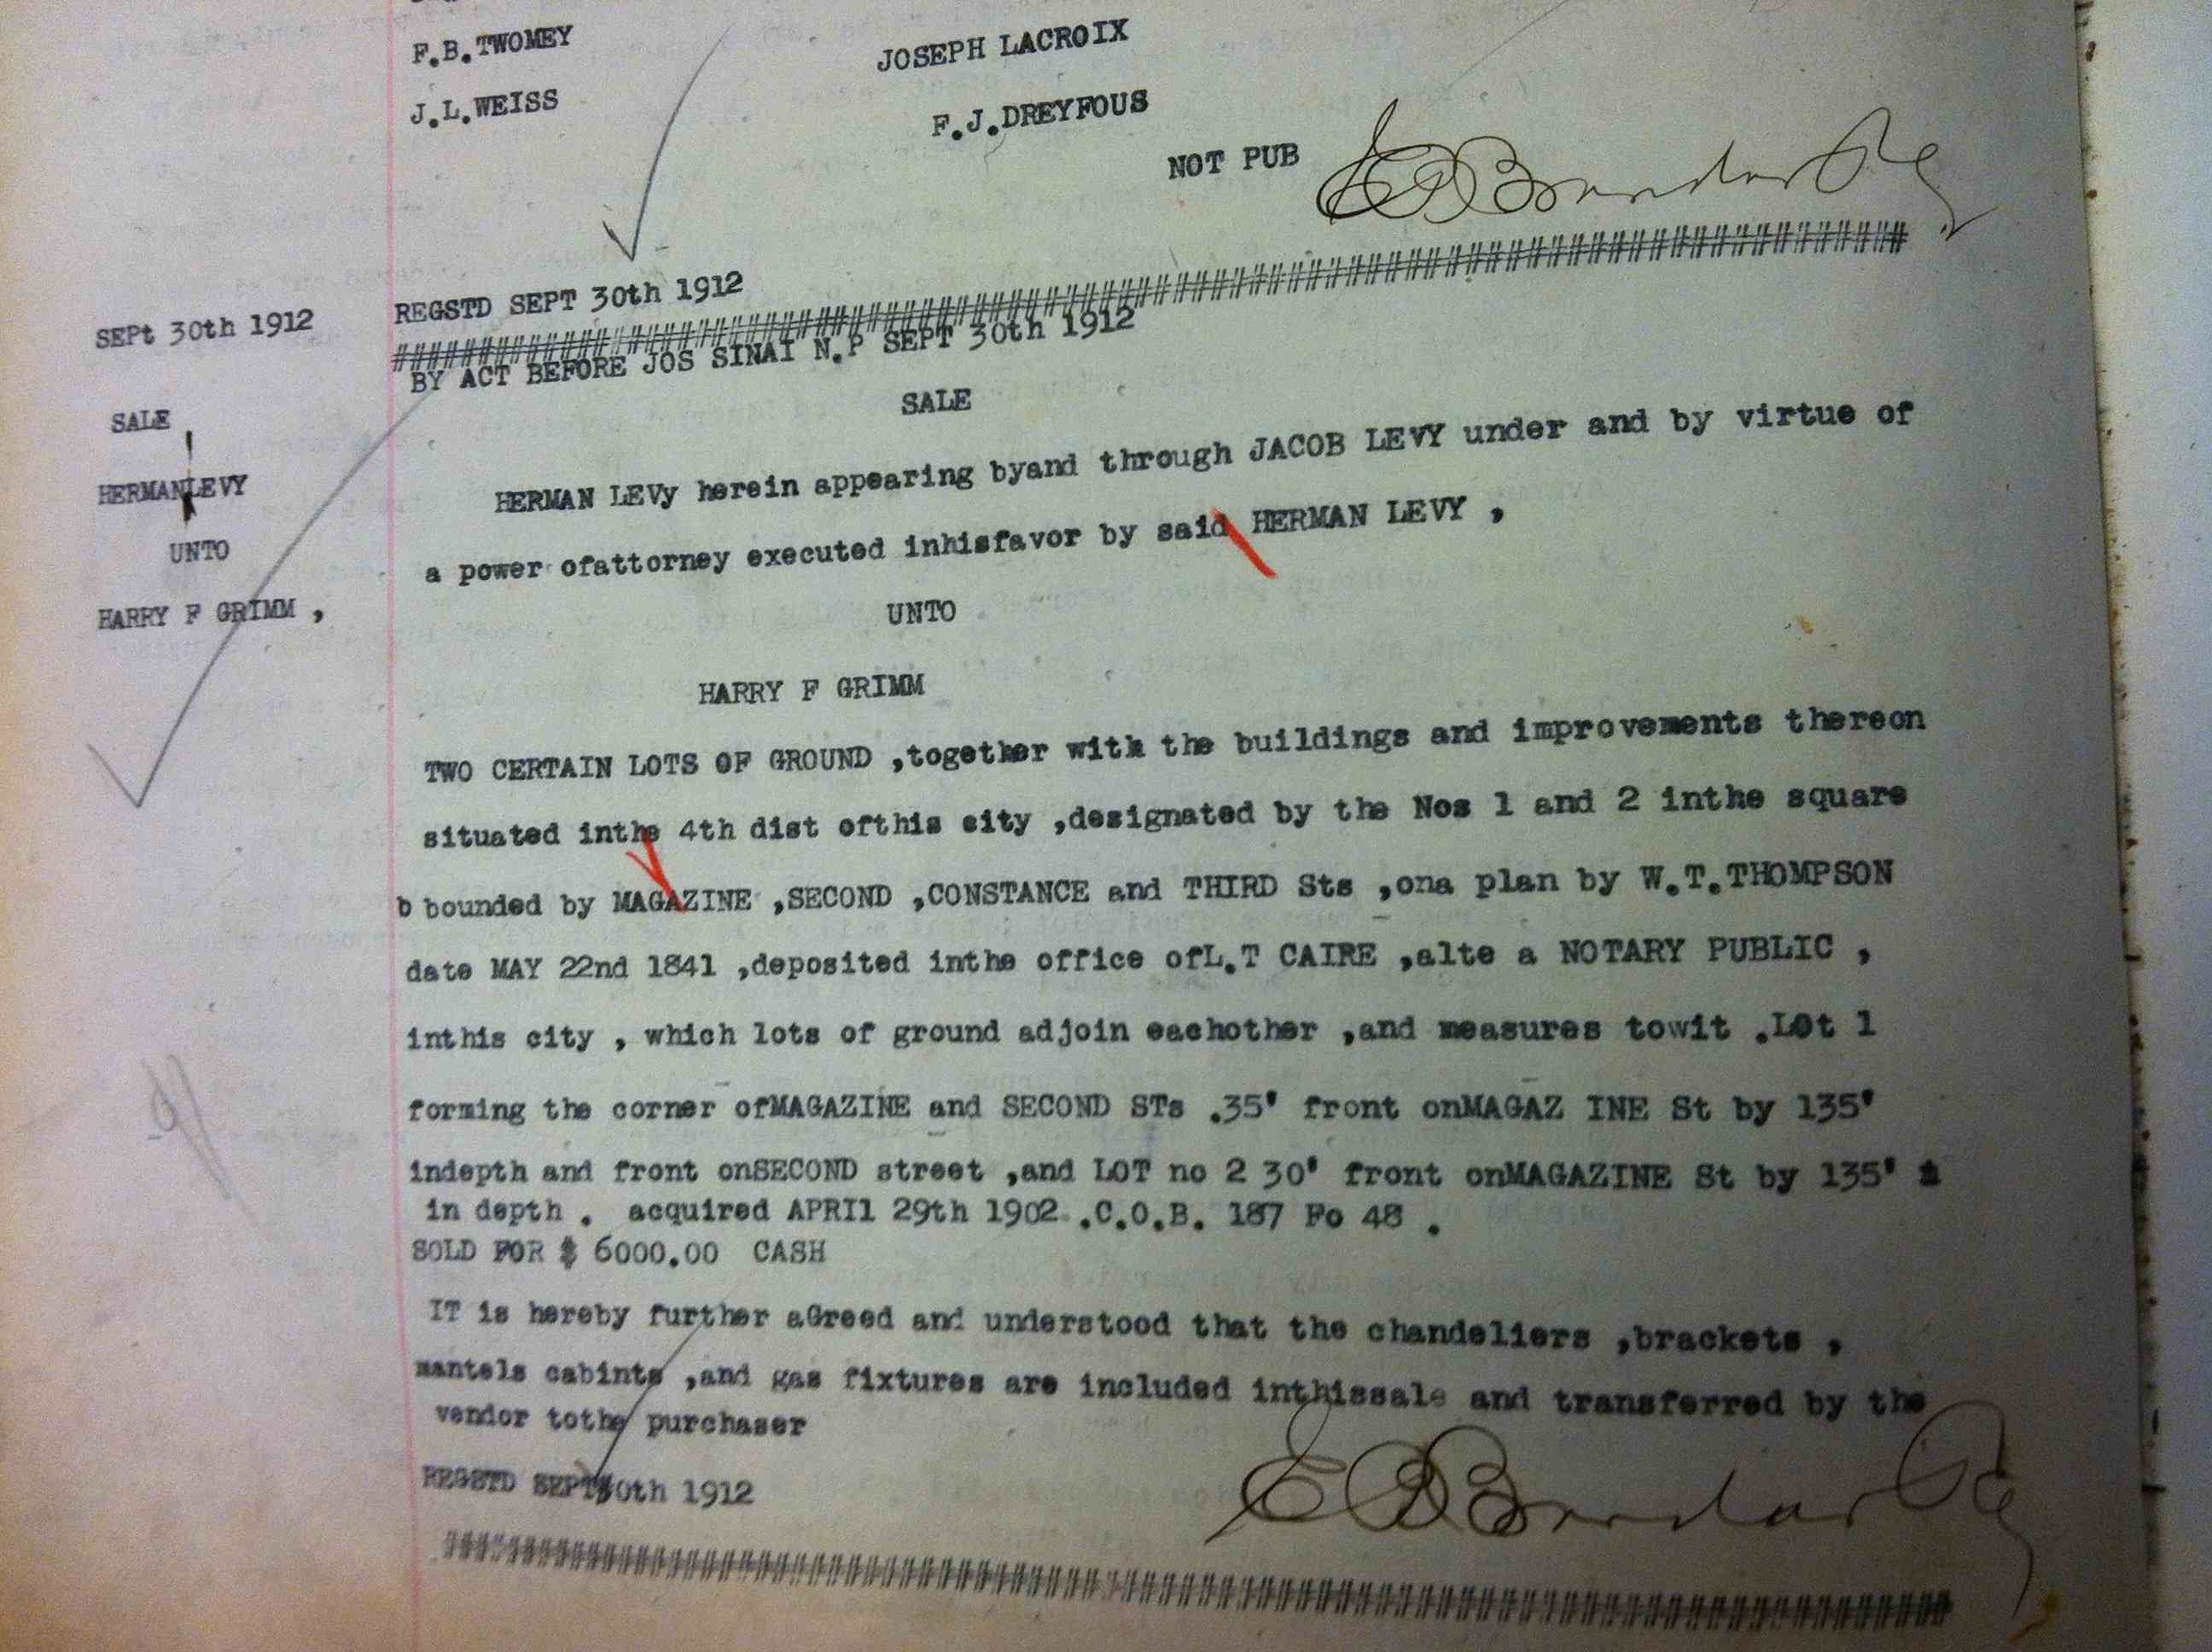 F.B.TWOMEY
JOSEPH LACROIX
J.L.WEISS
F.J.DREYFOUS
NOT PUB
REGSTD SEPT 30th 1912
SEPt 30th 1912
BY ACT BEFORE JOS SINAI N.P SEPT 30th 1912
SALE
SALE
HERMAN LEVY
UNTO
HARRY F GRIMM ,
HERMAN LEVy herein appearing byand through JACOB LEVY under and by virtue of
a power ofattorney executed inhisfavor by said HERMAN LEVY ,
UNTO
HARRY F GRIMM
TWO CERTAIN LOTS OF GROUND ,together with the buildings and improvements thereon
situated inthe 4th dist ofthis city ,designated by the Nos 1 and 2 inthe square
b bounded by MAGAZINE ,SECOND ,CONSTANCE and THIRD Sts ,ona plan by W.T.THOMPSON
date MAY 22nd 1841 ,deposited inthe office ofL.T CAIRE ,alte a NOTARY PUBLIC ,
inthis city , which lots of ground adjoin eachother ,and measures towit .Lot 1
forming the corner ofMAGAZINE and SECOND STs .35' front onMAGAZ INE St by 135'
indepth and front onSECOND street ,and LOT no 2 30' front onMAGAZINE St by 135'
in depth . acquired APRIl 29th 1902 .C.O.B. 187 Fo 48 .
SOLD FOR $ 6000.00 CASH
IT is hereby further aGreed and understood that the chandeliers ,brackets ,
mantels cabints ,and gas fixtures are included inthissale and transferred by the
vendor tothe purchaser
REGSTD SEPT30th 1912